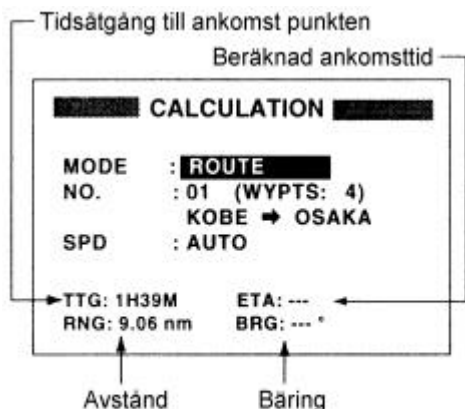 Tidsåtgång till ankomst punkten
Beräknad ankomsttid
CALCULATION
MODE : ROUTE
NO. : 01 (WYPTS: 4)
KOBE ➡ OSAKA
SPD : AUTO
TTG: 1H39M ETA: ---
RNG: 9.06 nm BRG: --- °
Avstånd Bäring